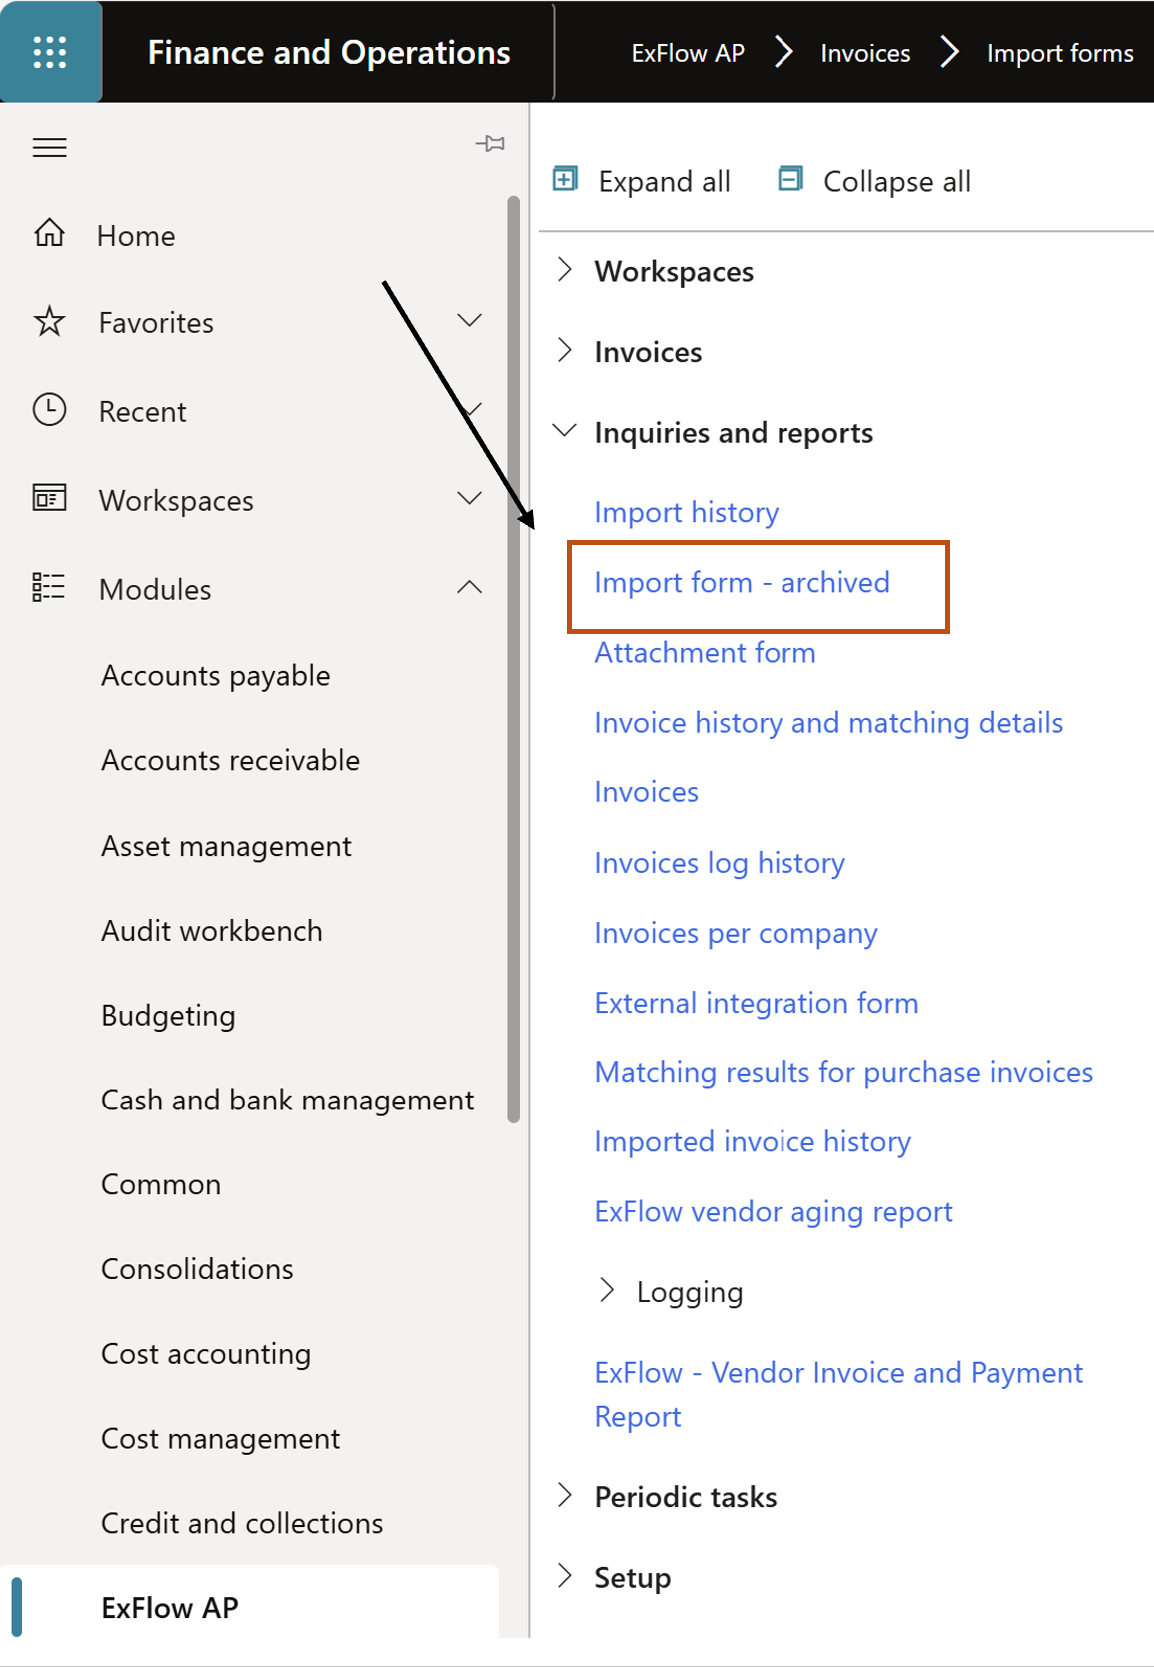 Finance and Operations
ExFlow AP
Invoices
Import forms
Home
Favorites
Recent
Workspaces
Modules
Accounts payable
Accounts receivable
Asset management
Audit workbench
Budgeting
Cash and bank management
Common
Consolidations
Cost accounting
Cost management
Credit and collections
ExFlow AP
Expand all
Collapse all
Workspaces
Invoices
Inquiries and reports
Import history
Import form - archived
Attachment form
Invoice history and matching details
Invoices
Invoices log history
Invoices per company
External integration form
Matching results for purchase invoices
Imported invoice history
ExFlow vendor aging report
Logging
ExFlow - Vendor Invoice and Payment
Report
Periodic tasks
Setup